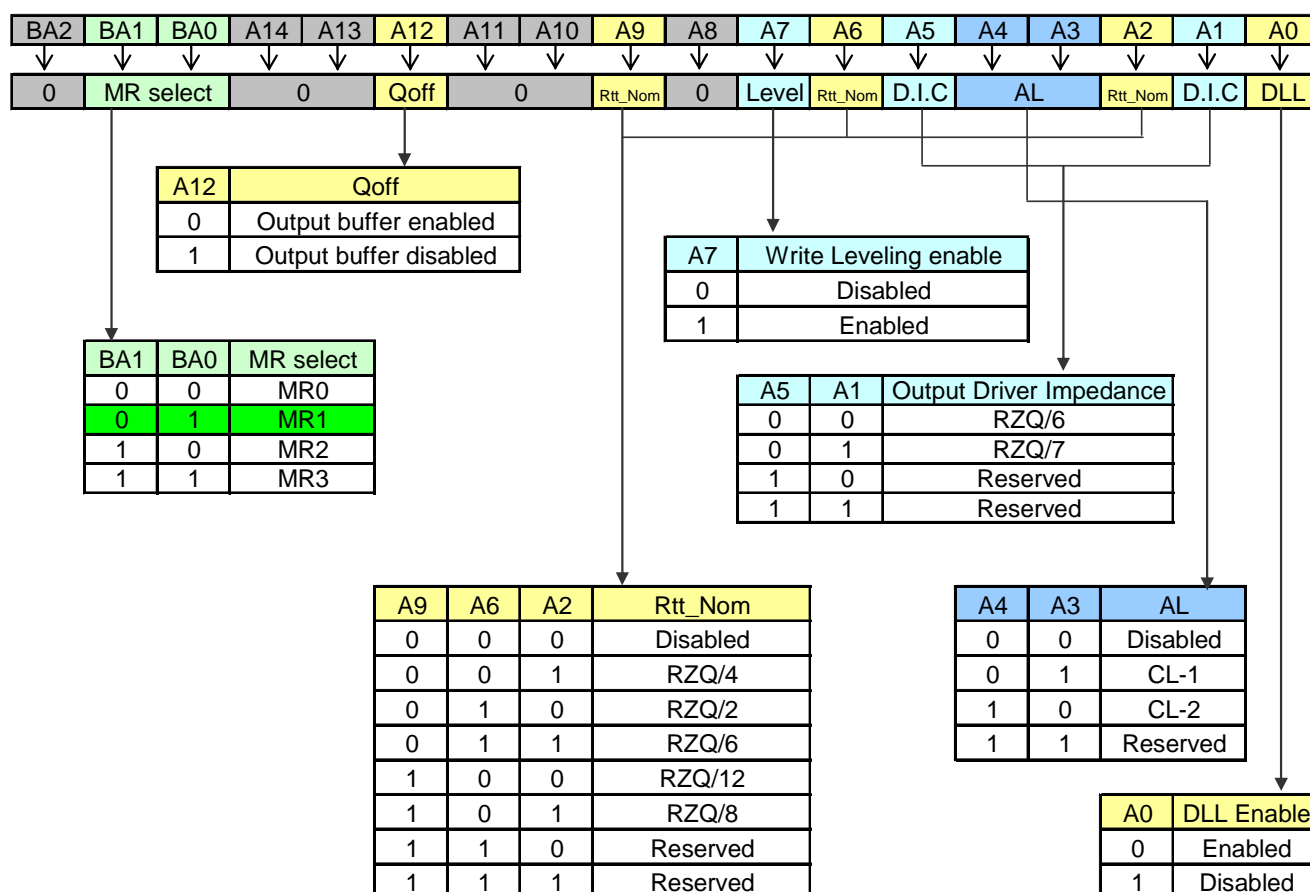 BA2 BA1 BA0 A14 A13 A12 A11 A10 A9 A8 A7 A6 A5 A4 A3 A2 A1 A0
0 MR select 0 Qoff 0 Rtt_Nom 0 Level Rtt_Nom D.I.C AL Rtt_Nom D.I.C DLL
A12 Qoff
0 Output buffer enabled
1 Output buffer disabled
A7 Write Leveling enable
0 Disabled
1 Enabled
BA1 BA0 MR select
0 0 MR0
0 1 MR1
1 0 MR2
1 1 MR3
A5 A1 Output Driver Impedance
0 0 RZQ/6
0 1 RZQ/7
1 0 Reserved
1 1 Reserved
A9 A6 A2 Rtt_Nom
0 0 0 Disabled
0 0 1 RZQ/4
0 1 0 RZQ/2
0 1 1 RZQ/6
1 0 0 RZQ/12
1 0 1 RZQ/8
1 1 0 Reserved
1 1 1 Reserved
A4 A3 AL
0 0 Disabled
0 1 CL-1
1 0 CL-2
1 1 Reserved
A0 DLL Enable
0 Enabled
1 Disabled